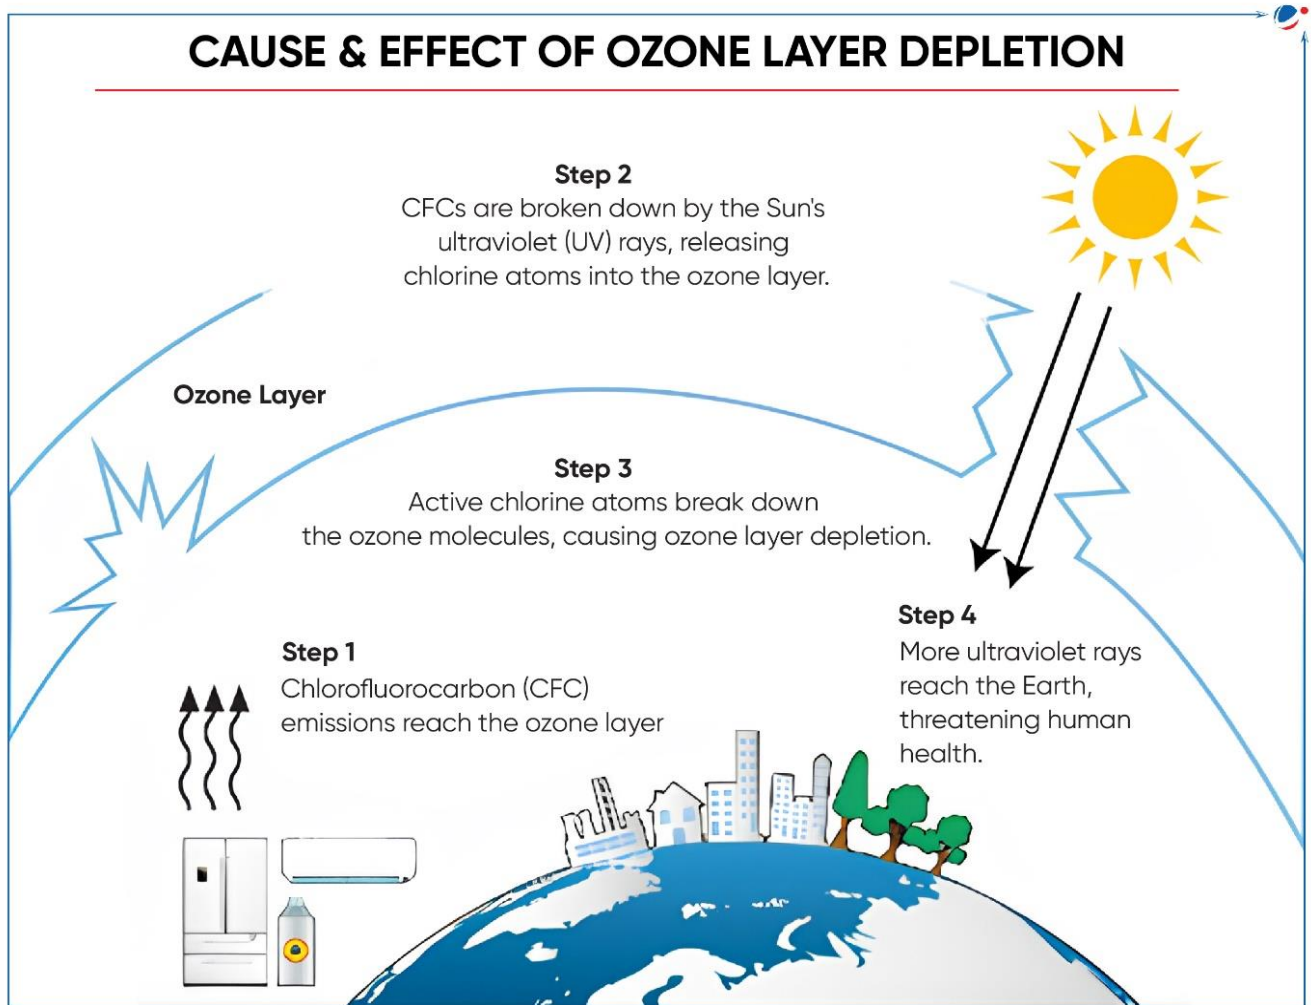 CAUSE & EFFECT OF OZONE LAYER DEPLETION
Step 2
CFCs are broken down by the Sun's
ultraviolet (UV) rays, releasing
chlorine atoms into the ozone layer.
Ozone Layer
Step 3
Active chlorine atoms break down
the ozone molecules, causing ozone layer depletion.
Step 1
Chlorofluorocarbon (CFC)
emissions reach the ozone layer
Step 4
More ultraviolet rays
reach the Earth,
threatening human
health.